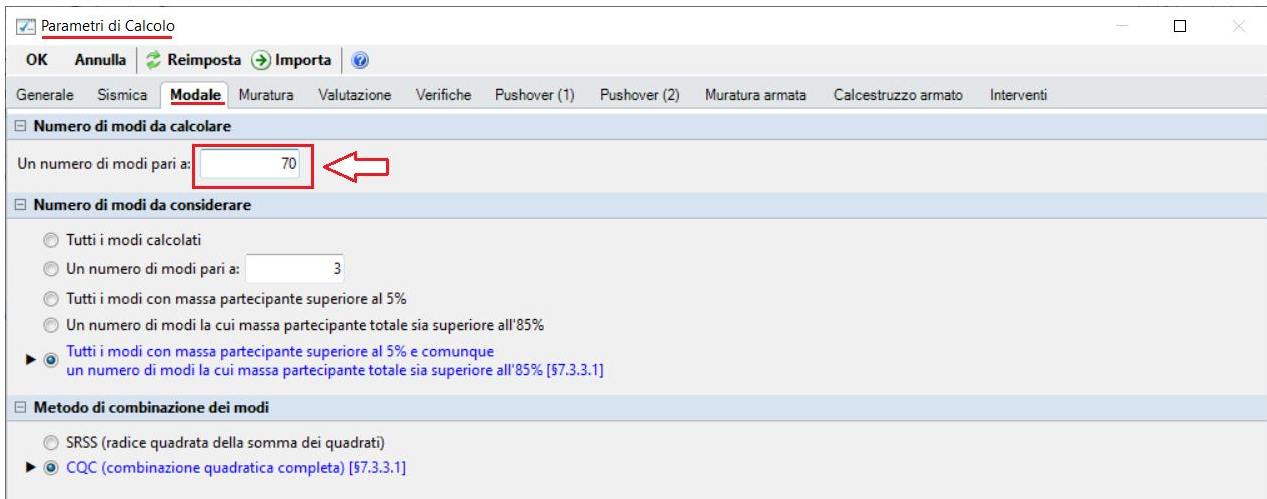 Parametri di Calcolo
OK Annulla Reimposta Importa
Generale Sismica Modale Muratura Valutazione Verifiche Pushover (1) Pushover (2) Muratura armata Calcestruzzo armato Interventi
Numero di modi da calcolare
Un numero di modi pari a: 70
Numero di modi da considerare
Tutti i modi calcolati
Un numero di modi pari a: 3
Tutti i modi con massa partecipante superiore al 5%
Un numero di modi la cui massa partecipante totale sia superiore all'85%
Tutti i modi con massa partecipante superiore al 5% e comunque
un numero di modi la cui massa partecipante totale sia superiore all'85% [§7.3.3.1]
Metodo di combinazione dei modi
SRSS (radice quadrata della somma dei quadrati)
CQC (combinazione quadratica completa) [§7.3.3.1]